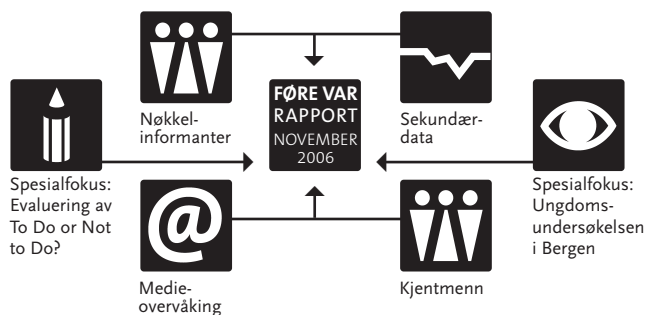 FØRE VAR
RAPPORT
NOVEMBER
2006
Nøkkel-
informanter
Sekundær-
data
Spesialfokus:
Evaluering av
To Do or Not
to Do?
Spesialfokus:
Ungdoms-
undersøkelsen
i Bergen
@
Medie-
overvåking
Kjentmenn